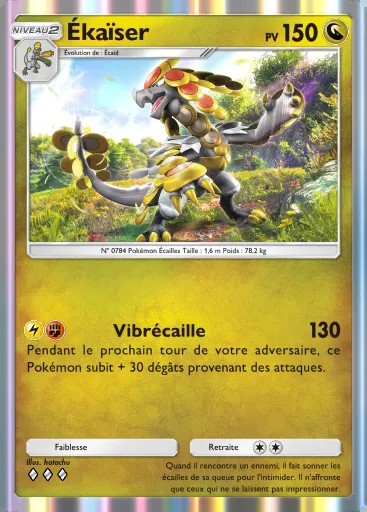 NIVEAU 2
Ékaïser
PV 150
Évolution de : Écaïd
N° 0784 Pokémon Écailles Taille : 1,6 m Poids : 78,2 kg
Vibrécaille 130
Pendant le prochain tour de votre adversaire, ce
Pokémon subit + 30 dégâts provenant des attaques.
Faiblesse
Retraite
Illus. hatachu
Quand il rencontre un ennemi, il fait sonner les
écailles de sa queue pour l'intimider. Il n'affronte
que ceux qui ne se laissent pas impressionner.